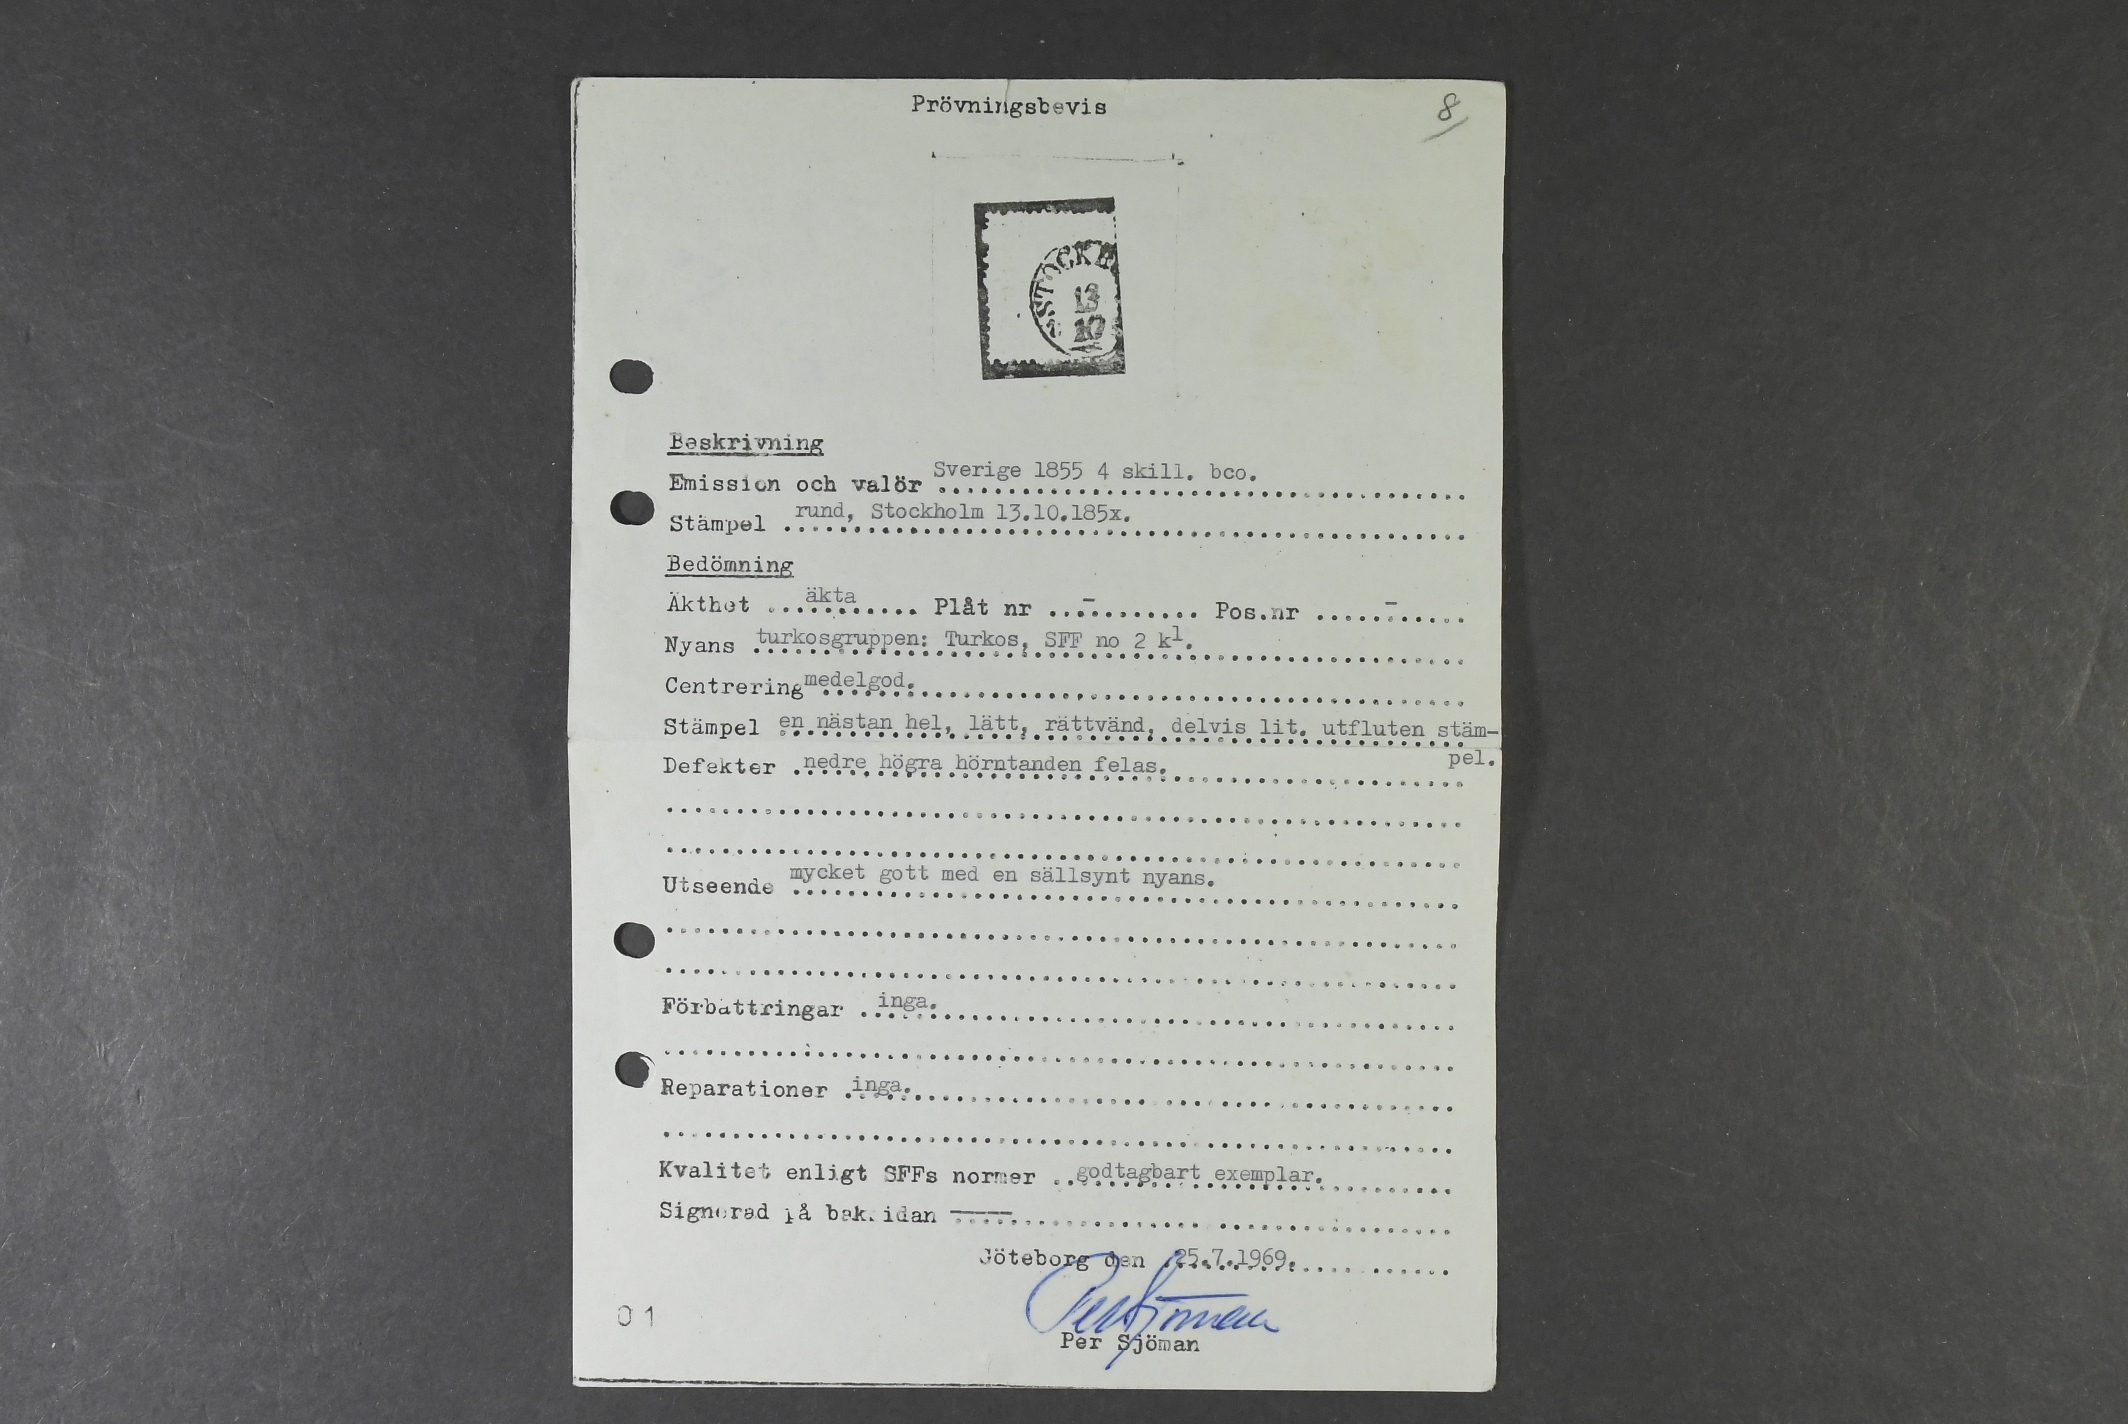 Prövningsbevis
8
STOCKH
13
10
Beskrivning
Emission och valör Sverige 1855 4 skill. bco.
Stämpel rund, Stockholm 13.10.185x.
Bedömning
Äkthet äkta Plåt nr - Pos.nr -
Nyans turkosgruppen: Turkos, SFF no 2 k1.
Centrering medelgod.
Stämpel en nästan hel, lätt, rättvänd, delvis lit. utfluten stäm-
pel.
Defekter nedre högra hörntanden felas.
Utseende mycket gott med en sällsynt nyans.
Förbättringar inga.
Reparationer inga.
Kvalitet enligt SFFs normer godtagbart exemplar.
Signerad på baksidan ——
Göteborg den 25.7.1969.
Per Sjöman
Per Sjöman
01